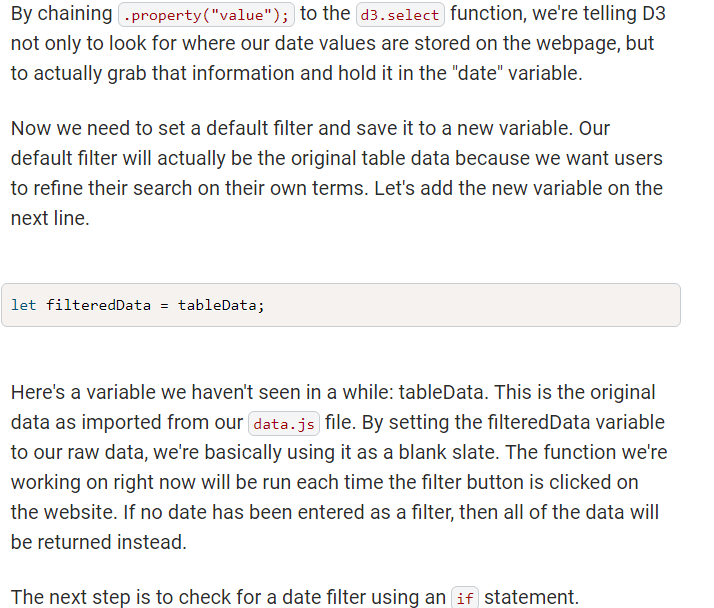 By chaining .property("value"); to the d3.select function, we're telling D3
not only to look for where our date values are stored on the webpage, but
to actually grab that information and hold it in the "date" variable.
Now we need to set a default filter and save it to a new variable. Our
default filter will actually be the original table data because we want users
to refine their search on their own terms. Let's add the new variable on the
next line.
let filteredData = tableData;
Here's a variable we haven't seen in a while: tableData. This is the original
data as imported from our data.js file. By setting the filteredData variable
to our raw data, we're basically using it as a blank slate. The function we're
working on right now will be run each time the filter button is clicked on
the website. If no date has been entered as a filter, then all of the data will
be returned instead.
The next step is to check for a date filter using an if statement.